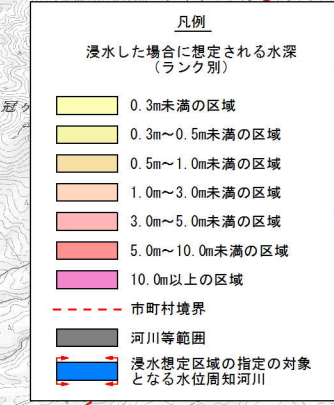 凡例
浸水した場合に想定される水深
(ランク別)
冠ケ
0.3m未満の区域
0.3m～0.5m未満の区域
0.5m～1.0m未満の区域
1.0m～3.0m未満の区域
3.0m～5.0m未満の区域
5.0m～10.0m未満の区域
10.0m以上の区域
市町村境界
河川等範囲
浸水想定区域の指定の対象
となる水位周知河川